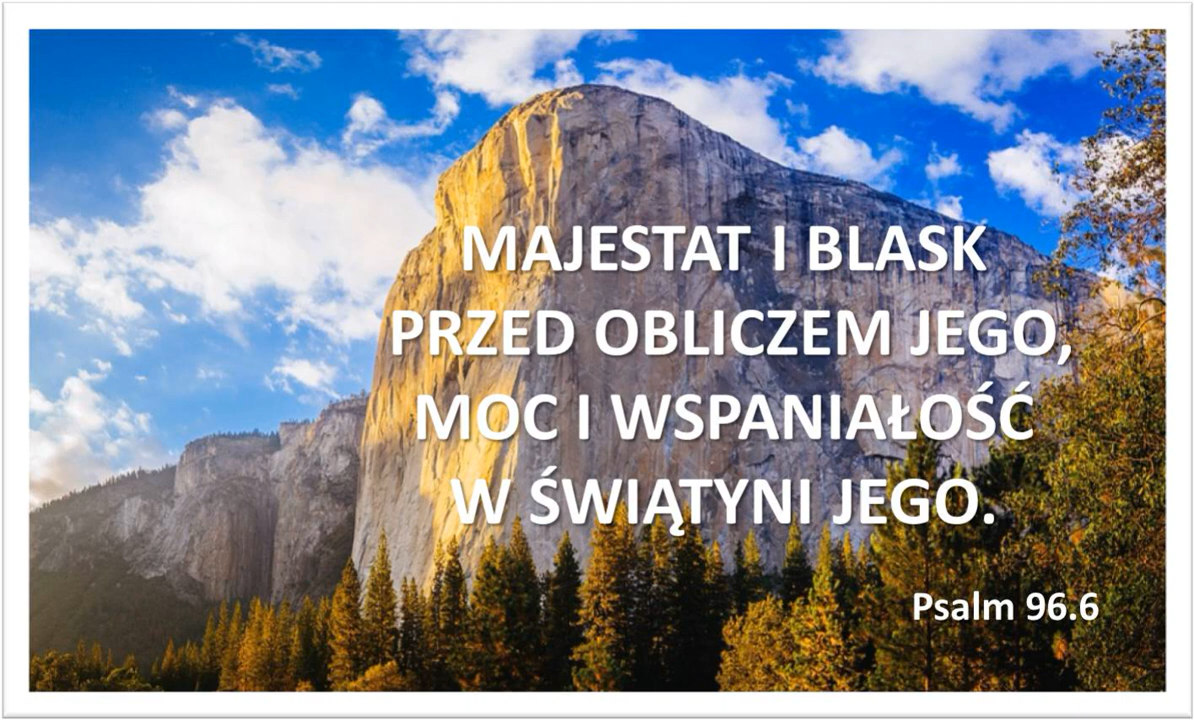 MAJESTAT I BLASK
PRZED OBLICZEM JEGO,
MOC I WSPANIAŁOŚĆ
W ŚWIĄTYNI JEGO.
Psalm 96.6